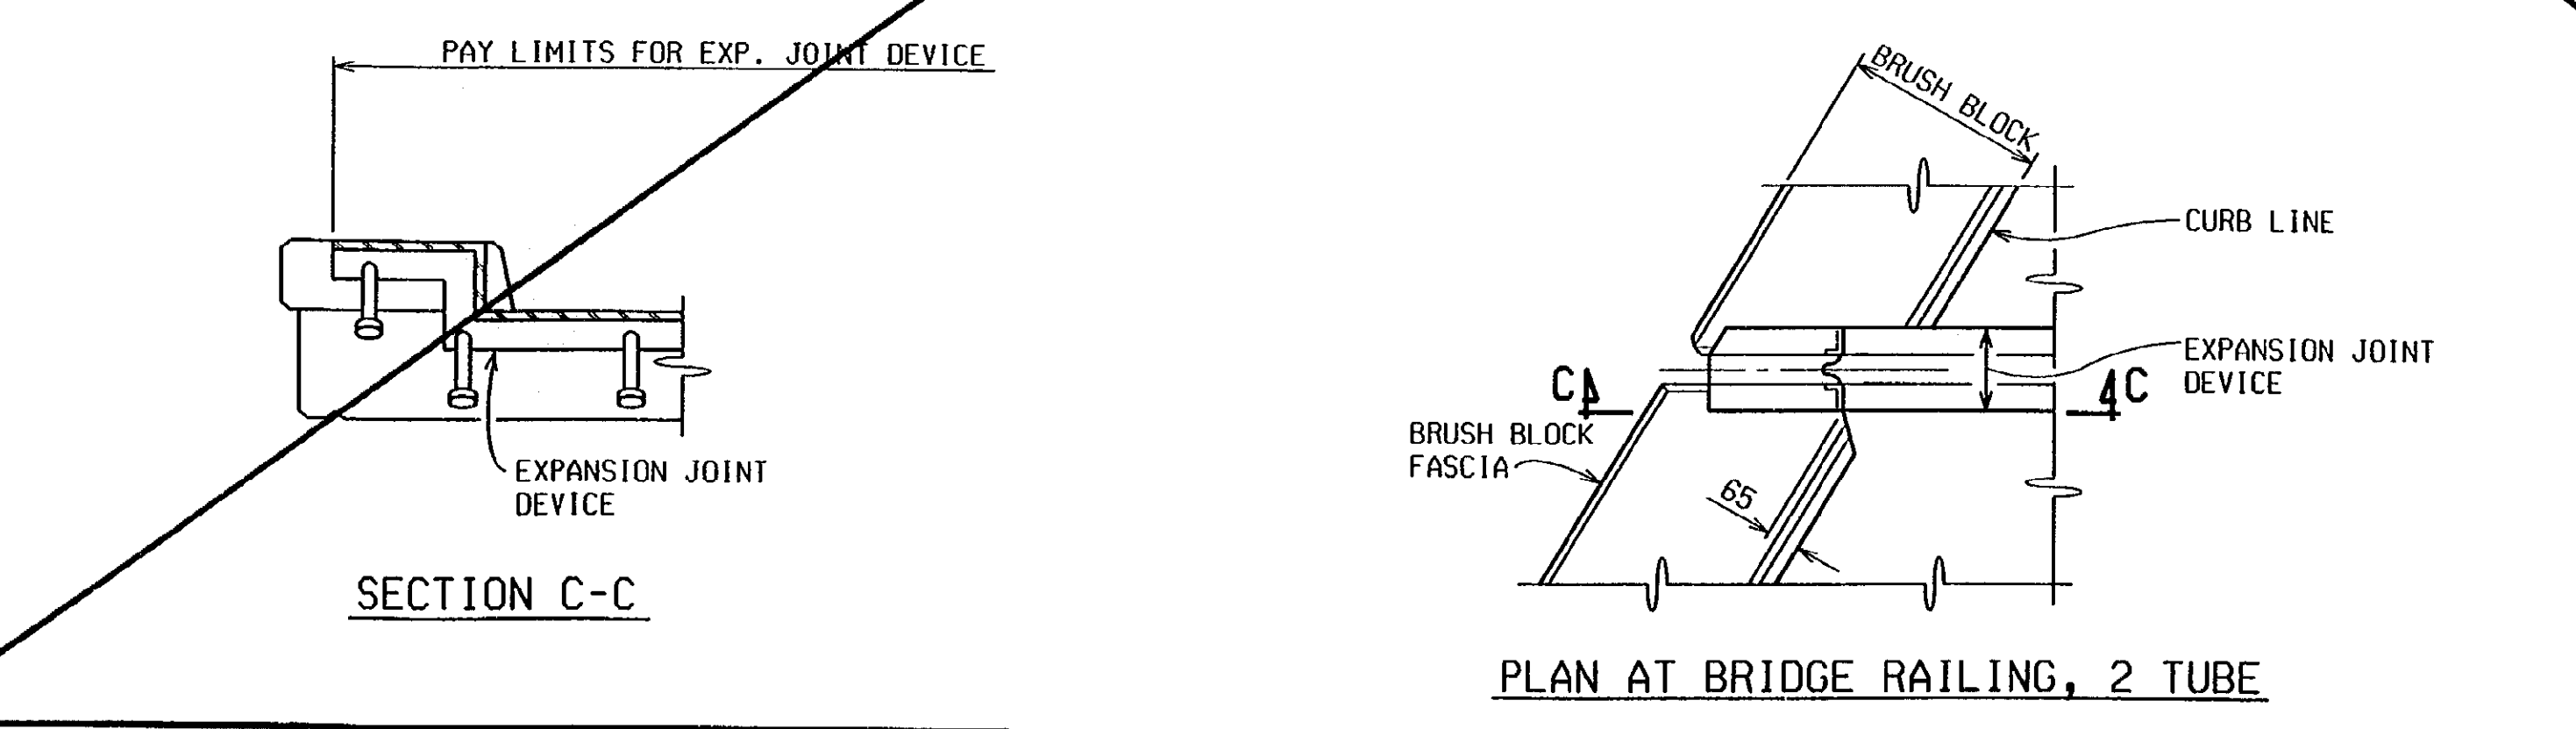 PAY LIMITS FOR EXP. JOINT DEVICE
EXPANSION JOINT
DEVICE
SECTION C-C
BRUSH BLOCK
CURB LINE
EXPANSION JOINT
DEVICE
C
C
BRUSH BLOCK
FASCIA
65
PLAN AT BRIDGE RAILING, 2 TUBE